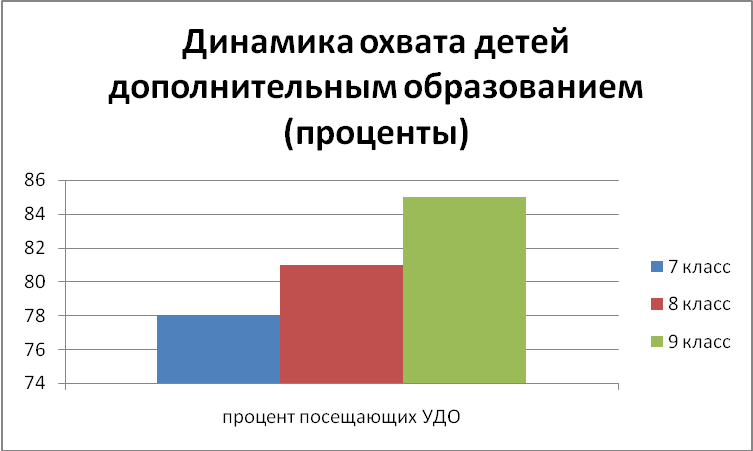 Динамика охвата детей
дополнительным образованием
(проценты)
86
84
82
80
78
76
74
процент посещающих УДО
7 класс
8 класс
9 класс